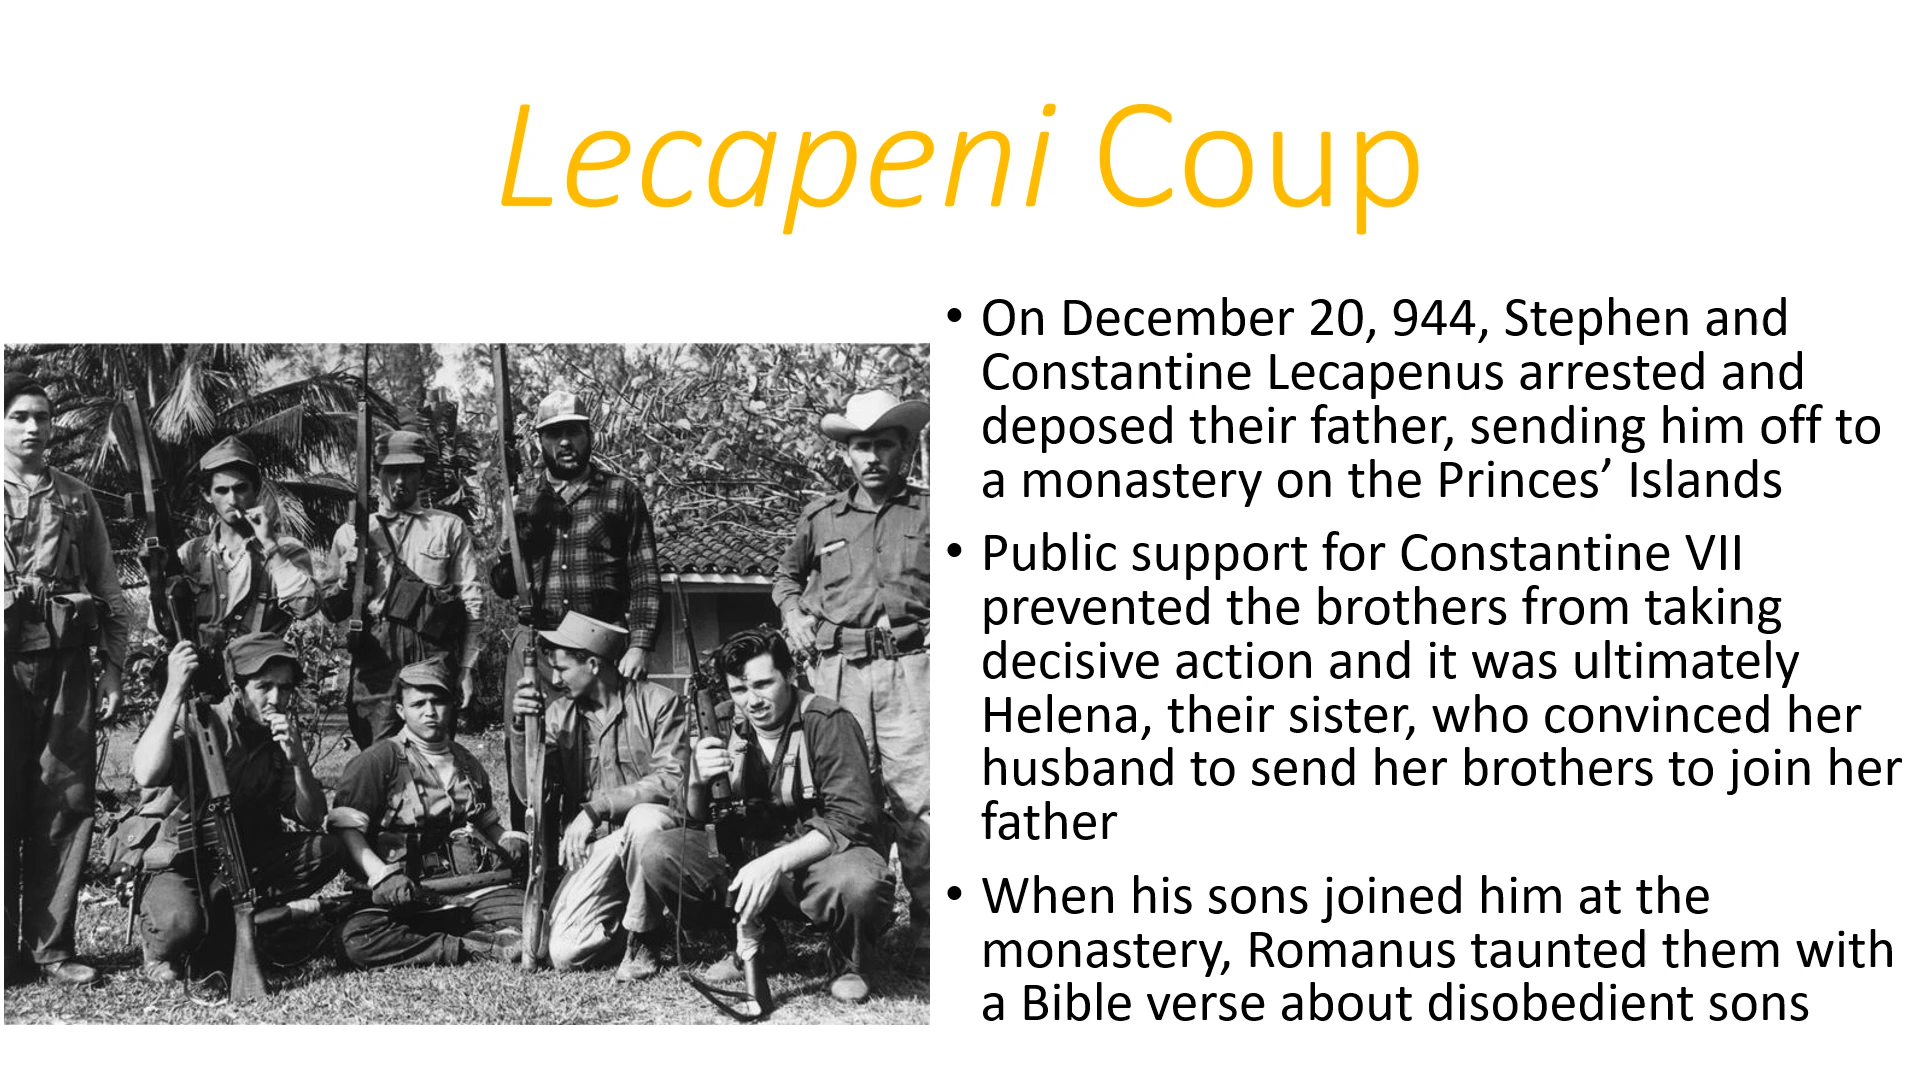 Lecapeni Coup
• On December 20, 944, Stephen and
Constantine Lecapenus arrested and
deposed their father, sending him off to
a monastery on the Princes’ Islands
• Public support for Constantine VII
prevented the brothers from taking
decisive action and it was ultimately
Helena, their sister, who convinced her
husband to send her brothers to join her
father
• When his sons joined him at the
monastery, Romanus taunted them with
a Bible verse about disobedient sons